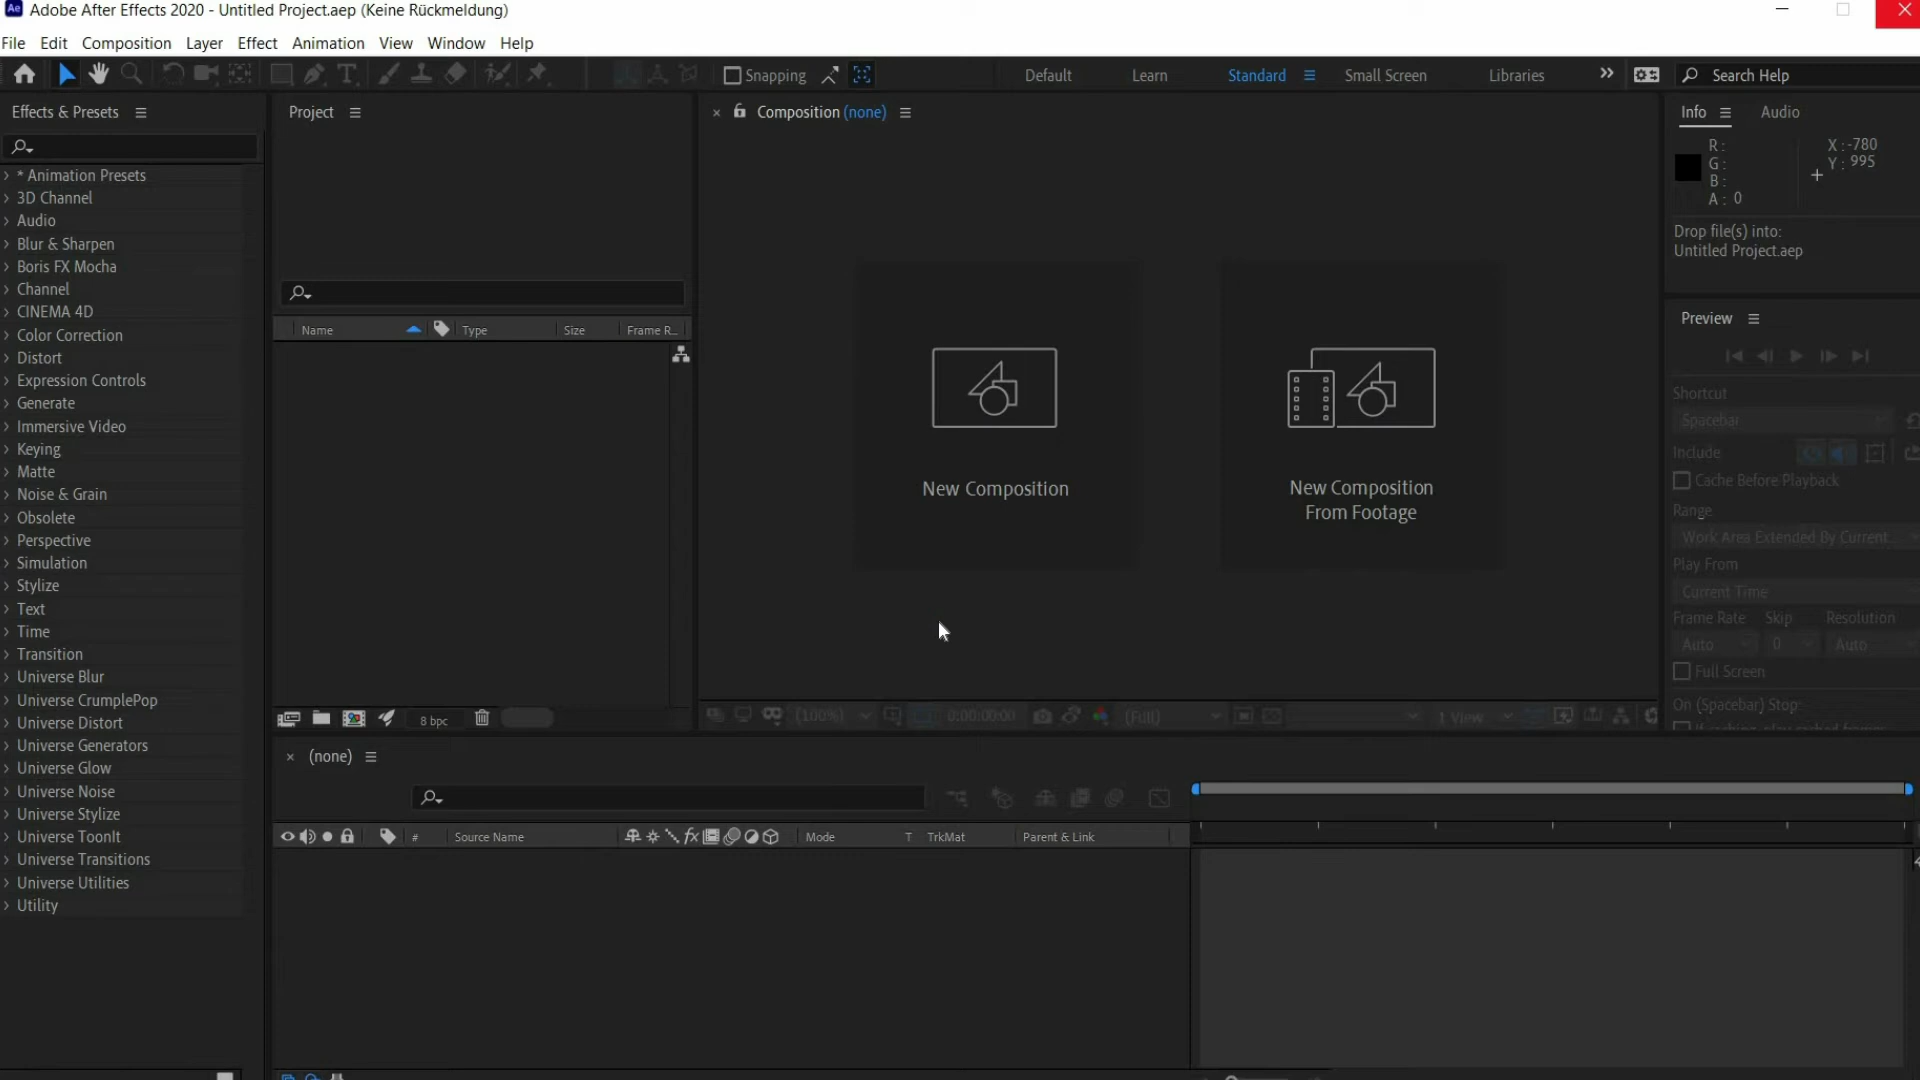 Adobe After Effects 2020 - Untitled Project.aep (Keine Rückmeldung)
File Edit Composition Layer Effect Animation View Window Help
Snapping Default Learn Standard Small Screen Libraries Search Help
Effects & Presets
* Animation Presets
3D Channel
Audio
Blur & Sharpen
Boris FX Mocha
Channel
CINEMA 4D
Color Correction
Distort
Expression Controls
Generate
Immersive Video
Keying
Matte
Noise & Grain
Obsolete
Perspective
Simulation
Stylize
Text
Time
Transition
Universe Blur
Universe CrumplePop
Universe Distort
Universe Generators
Universe Glow
Universe Noise
Universe Stylize
Universe ToonIt
Universe Transitions
Universe Utilities
Utility
Project
Name Type Size Frame R...
8 bpc
Composition (none)
New Composition
New Composition
From Footage
(100%) 0:00:00:00 (Full) 1 View
Info Audio
R :
G :
B :
A : 0
X : -780
Y : 995
Drop file(s) into:
Untitled Project.aep
Preview
Shortcut
Spacebar
Include
Cache Before Playback
Range
Work Area Extended By Current...
Play From
Current Time
Frame Rate Skip Resolution
Auto 0 Auto
Full Screen
On (Spacebar) Stop:
(none)
# Source Name fx Mode T TrkMat Parent & Link